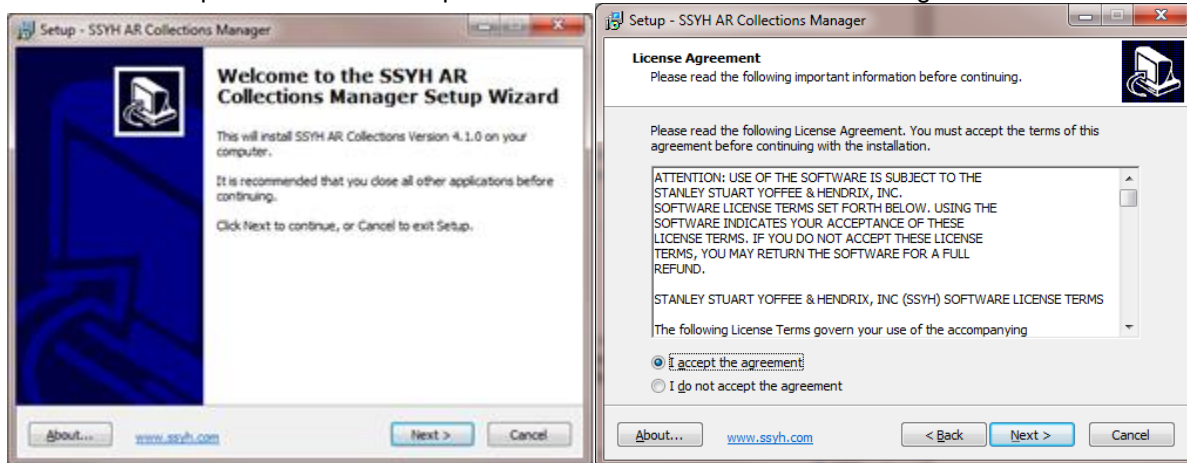 Setup - SSYH AR Collections Manager
Welcome to the SSYH AR
Collections Manager Setup Wizard
This will install SSYH AR Collections Version 4.1.0 on your
computer.
It is recommended that you close all other applications before
continuing.
Click Next to continue, or Cancel to exit Setup.
About...
www.ssyh.com
Next >
Cancel
Setup - SSYH AR Collections Manager
License Agreement
Please read the following important information before continuing.
Please read the following License Agreement. You must accept the terms of this
agreement before continuing with the installation.
ATTENTION: USE OF THE SOFTWARE IS SUBJECT TO THE
STANLEY STUART YOFFEE & HENDRIX, INC.
SOFTWARE LICENSE TERMS SET FORTH BELOW. USING THE
SOFTWARE INDICATES YOUR ACCEPTANCE OF THESE
LICENSE TERMS. IF YOU DO NOT ACCEPT THESE LICENSE
TERMS, YOU MAY RETURN THE SOFTWARE FOR A FULL
REFUND.
STANLEY STUART YOFFEE & HENDRIX, INC (SSYH) SOFTWARE LICENSE TERMS
The following License Terms govern your use of the accompanying
I accept the agreement
I do not accept the agreement
About...
www.ssyh.com
< Back
Next >
Cancel